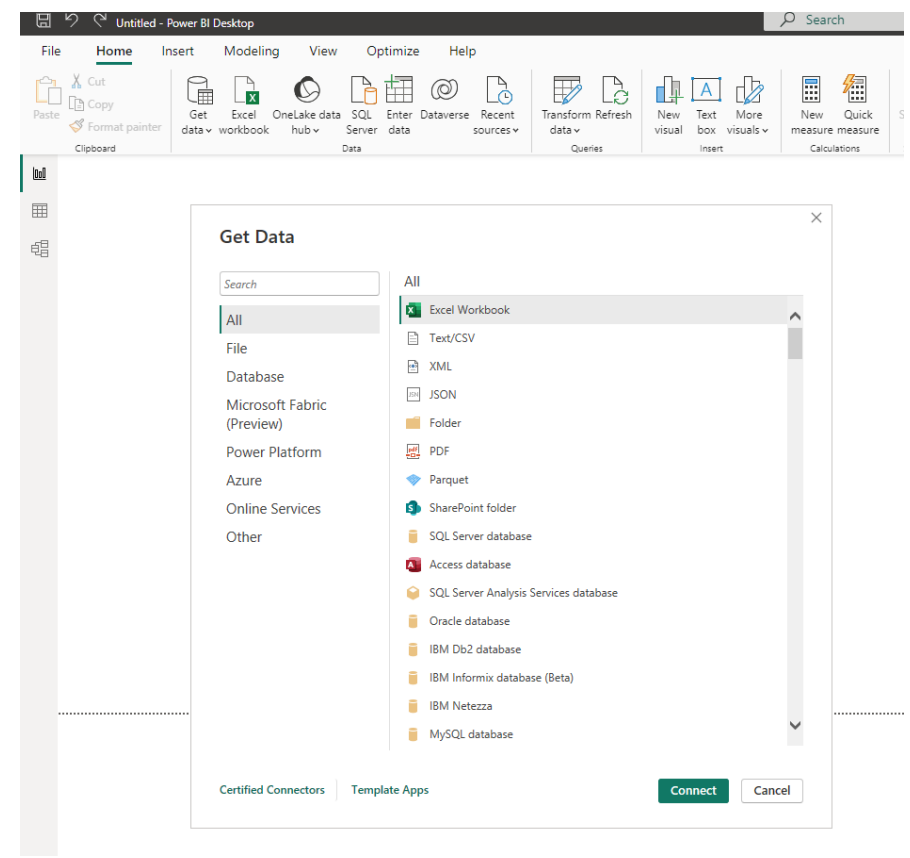 Untitled - Power BI Desktop
Search
File Home Insert Modeling View Optimize Help
Paste
Cut
Copy
Format painter
Clipboard
Get data
Excel workbook
OneLake data hub
SQL Server
Enter data
Dataverse
Recent sources
Data
Transform data
Refresh
Queries
New visual
Text box
More visuals
Insert
New measure
Quick measure
Calculations
Get Data
Search
All
File
Database
Microsoft Fabric
(Preview)
Power Platform
Azure
Online Services
Other
All
Excel Workbook
Text/CSV
XML
JSON
Folder
PDF
Parquet
SharePoint folder
SQL Server database
Access database
SQL Server Analysis Services database
Oracle database
IBM Db2 database
IBM Informix database (Beta)
IBM Netezza
MySQL database
Certified Connectors
Template Apps
Connect
Cancel